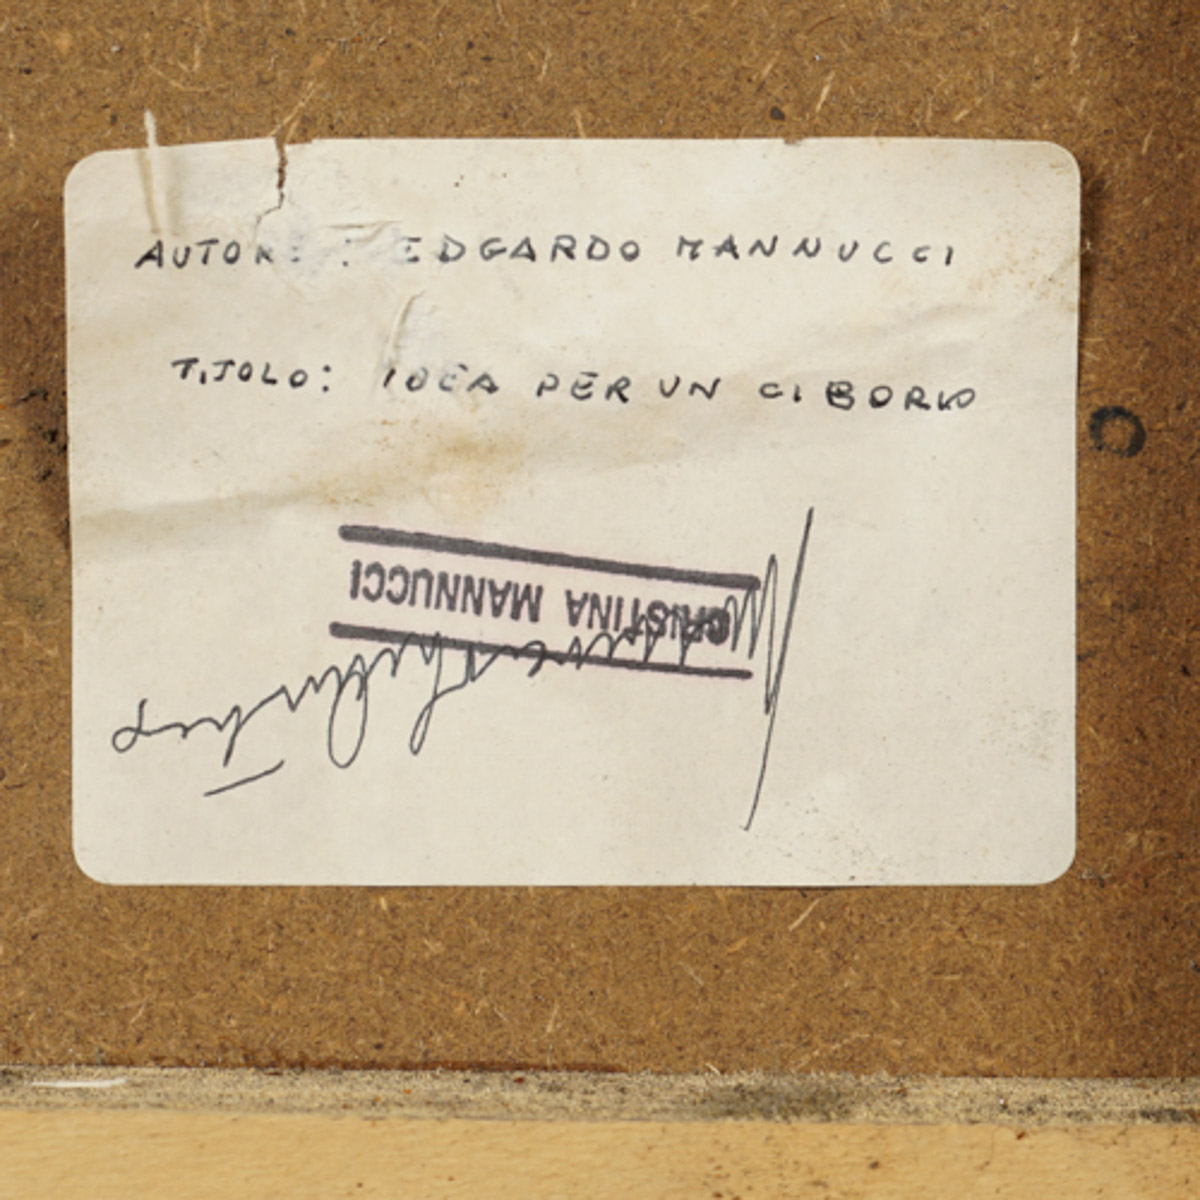 AUTORE: EDGARDO MANNUCCI
TITOLO: IDEA PER UN CIBORIO
CRISTINA MANNUCCI